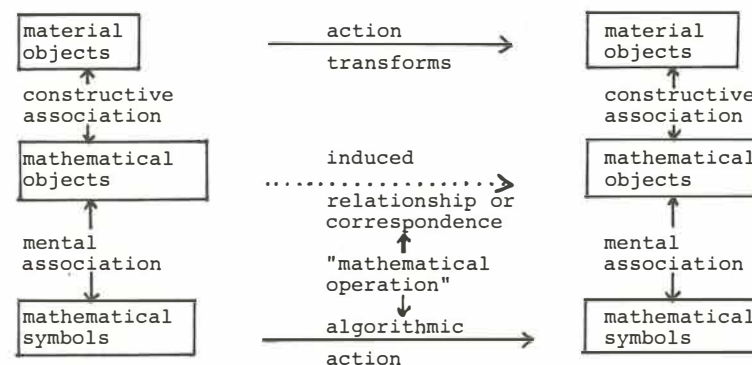 material
objects
action
transforms
material
objects
constructive
association
constructive
association
mathematical
objects
induced
relationship or
correspondence
mathematical
objects
mental
association
"mathematical
operation"
mental
association
mathematical
symbols
algorithmic
action
mathematical
symbols